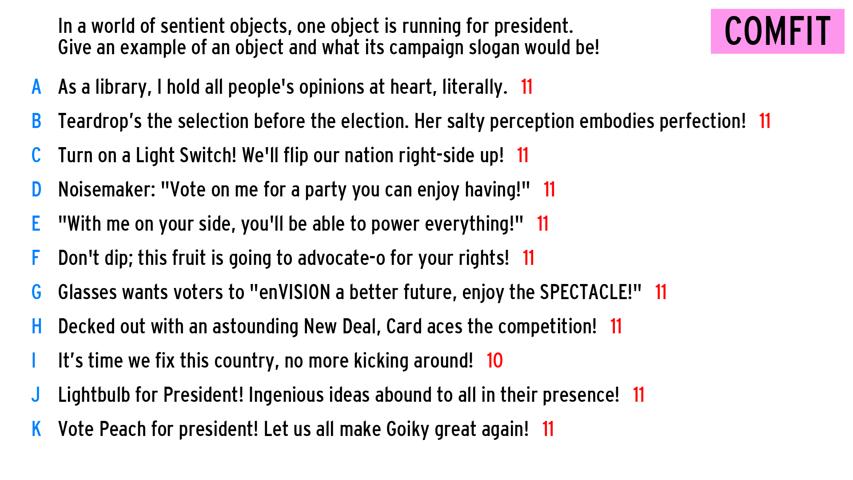 In a world of sentient objects, one object is running for president.
Give an example of an object and what its campaign slogan would be!
COMFIT
A As a library, I hold all people's opinions at heart, literally. 11
B Teardrop's the selection before the election. Her salty perception embodies perfection! 11
C Turn on a Light Switch! We'll flip our nation right-side up! 11
D Noisemaker: "Vote on me for a party you can enjoy having!" 11
E "With me on your side, you'll be able to power everything!" 11
F Don't dip; this fruit is going to advocate-o for your rights! 11
G Glasses wants voters to "enVISION a better future, enjoy the SPECTACLE!" 11
H Decked out with an astounding New Deal, Card aces the competition! 11
I It's time we fix this country, no more kicking around! 10
J Lightbulb for President! Ingenious ideas abound to all in their presence! 11
K Vote Peach for president! Let us all make Goiky great again! 11